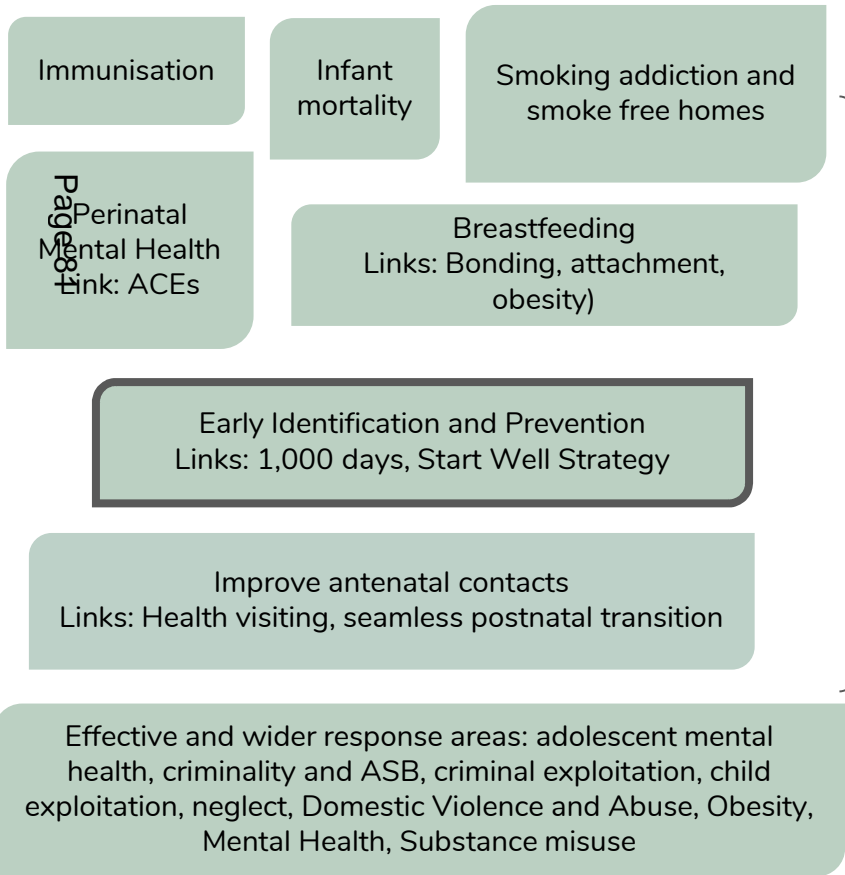 Immunisation
Infant
mortality
Smoking addiction and
smoke free homes
Page 81
Perinatal
Mental Health
Link: ACEs
Breastfeeding
Links: Bonding, attachment,
obesity)
Early Identification and Prevention
Links: 1,000 days, Start Well Strategy
Improve antenatal contacts
Links: Health visiting, seamless postnatal transition
Effective and wider response areas: adolescent mental
health, criminality and ASB, criminal exploitation, child
exploitation, neglect, Domestic Violence and Abuse, Obesity,
Mental Health, Substance misuse